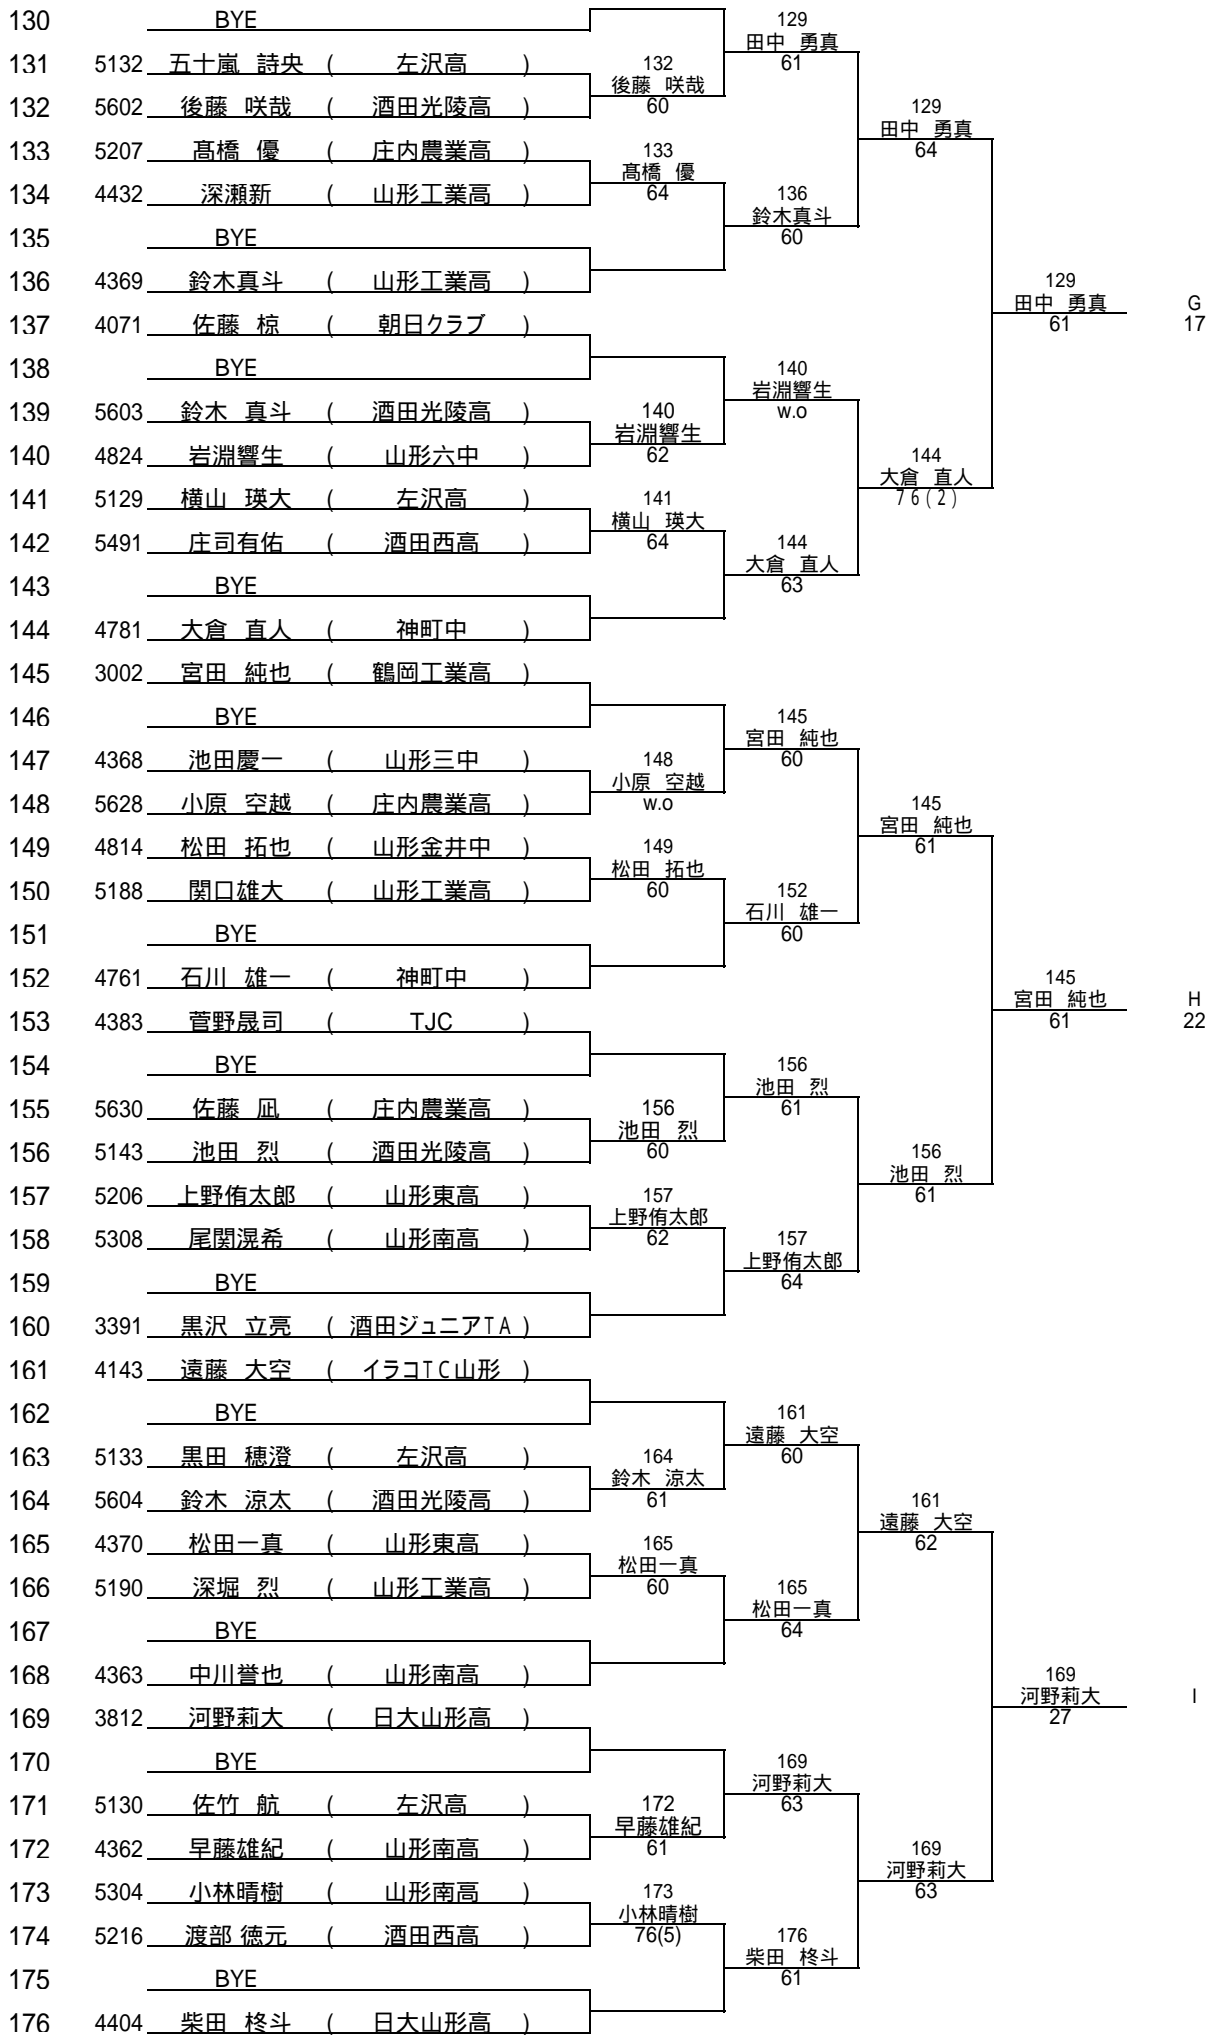 130 BYE
129
田中 勇真
61
131 5132 五十嵐 詩央 ( 左沢高 )
132
後藤 咲哉
60
132 5602 後藤 咲哉 ( 酒田光陵高 )
129
田中 勇真
64
133 5207 髙橋 優 ( 庄内農業高 )
133
髙橋 優
64
134 4432 深瀬新 ( 山形工業高 )
136
鈴木真斗
60
135 BYE
136 4369 鈴木真斗 ( 山形工業高 )
129
田中 勇真
61
G
17
137 4071 佐藤 椋 ( 朝日クラブ )
138 BYE
140
岩淵響生
w.o
139 5603 鈴木 真斗 ( 酒田光陵高 )
140
岩淵響生
62
140 4824 岩淵響生 ( 山形六中 )
144
大倉 直人
76(2)
141 5129 横山 瑛大 ( 左沢高 )
141
横山 瑛大
64
142 5491 庄司有佑 ( 酒田西高 )
144
大倉 直人
63
143 BYE
144 4781 大倉 直人 ( 神町中 )
145 3002 宮田 純也 ( 鶴岡工業高 )
146 BYE
145
宮田 純也
60
147 4368 池田慶一 ( 山形三中 )
148
小原 空越
w.o
148 5628 小原 空越 ( 庄内農業高 )
145
宮田 純也
61
149 4814 松田 拓也 ( 山形金井中 )
149
松田 拓也
60
150 5188 関口雄大 ( 山形工業高 )
152
石川 雄一
60
151 BYE
152 4761 石川 雄一 ( 神町中 )
145
宮田 純也
61
H
22
153 4383 菅野晟司 ( TJC )
154 BYE
156
池田 烈
61
155 5630 佐藤 凪 ( 庄内農業高 )
156
池田 烈
60
156 5143 池田 烈 ( 酒田光陵高 )
156
池田 烈
61
157 5206 上野侑太郎 ( 山形東高 )
157
上野侑太郎
62
158 5308 尾関滉希 ( 山形南高 )
157
上野侑太郎
64
159 BYE
160 3391 黒沢 立亮 ( 酒田ジュニアTA )
161 4143 遠藤 大空 ( イラコTC山形 )
162 BYE
161
遠藤 大空
60
163 5133 黒田 穂澄 ( 左沢高 )
164
鈴木 涼太
61
164 5604 鈴木 涼太 ( 酒田光陵高 )
161
遠藤 大空
62
165 4370 松田一真 ( 山形東高 )
165
松田一真
60
166 5190 深堀 烈 ( 山形工業高 )
165
松田一真
64
167 BYE
168 4363 中川誉也 ( 山形南高 )
169
河野莉大
27
I
169 3812 河野莉大 ( 日大山形高 )
170 BYE
169
河野莉大
63
171 5130 佐竹 航 ( 左沢高 )
172
早藤雄紀
61
172 4362 早藤雄紀 ( 山形南高 )
169
河野莉大
63
173 5304 小林晴樹 ( 山形南高 )
173
小林晴樹
76(5)
174 5216 渡部 徳元 ( 酒田西高 )
176
柴田 柊斗
61
175 BYE
176 4404 柴田 柊斗 ( 日大山形高 )